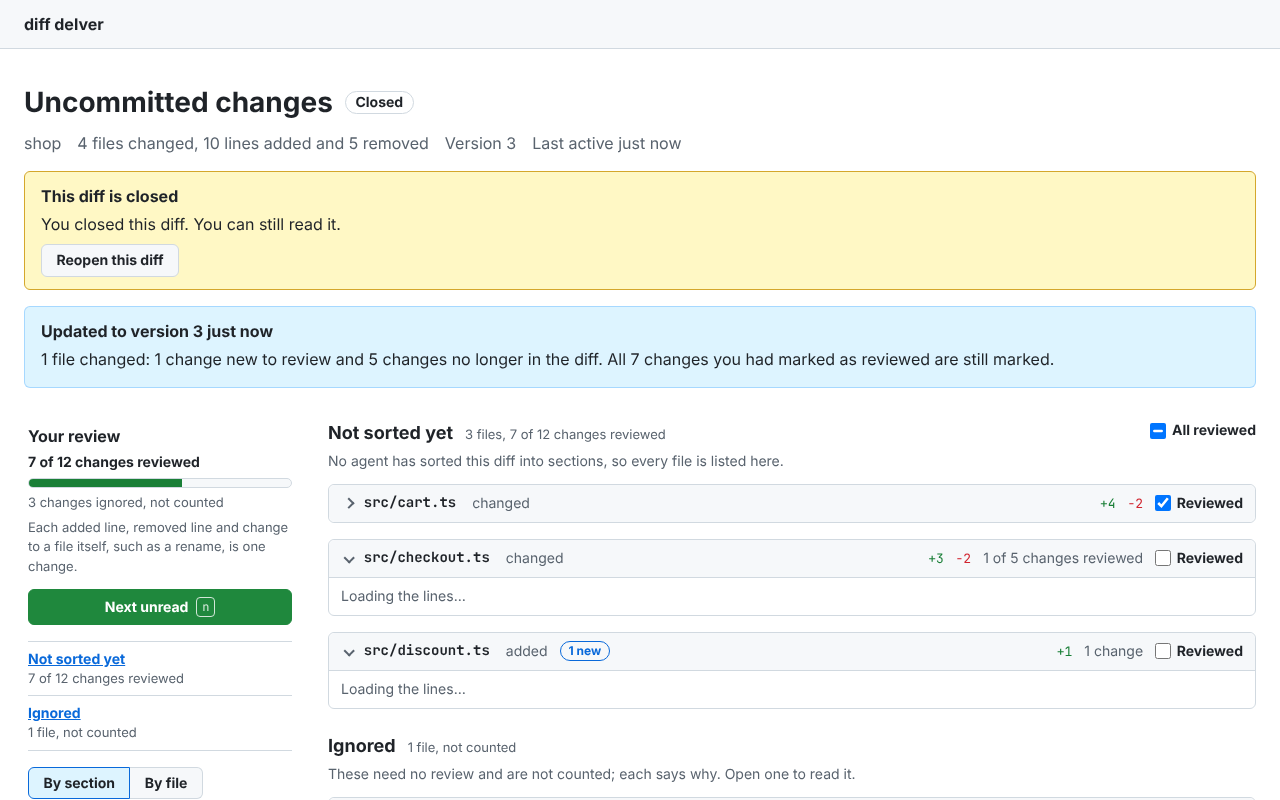 diff delver
Uncommitted changes Closed
shop 4 files changed, 10 lines added and 5 removed Version 3 Last active just now
This diff is closed
You closed this diff. You can still read it.
Reopen this diff
Updated to version 3 just now
1 file changed: 1 change new to review and 5 changes no longer in the diff. All 7 changes you had marked as reviewed are still marked.
Your review
7 of 12 changes reviewed
3 changes ignored, not counted
Each added line, removed line and change
to a file itself, such as a rename, is one
change.
Next unread n
Not sorted yet
7 of 12 changes reviewed
Ignored
1 file, not counted
By section By file
Not sorted yet 3 files, 7 of 12 changes reviewed All reviewed
No agent has sorted this diff into sections, so every file is listed here.
src/cart.ts changed +4 -2 Reviewed
src/checkout.ts changed +3 -2 1 of 5 changes reviewed Reviewed
Loading the lines...
src/discount.ts added 1 new +1 1 change Reviewed
Loading the lines...
Ignored 1 file, not counted
These need no review and are not counted; each says why. Open one to read it.